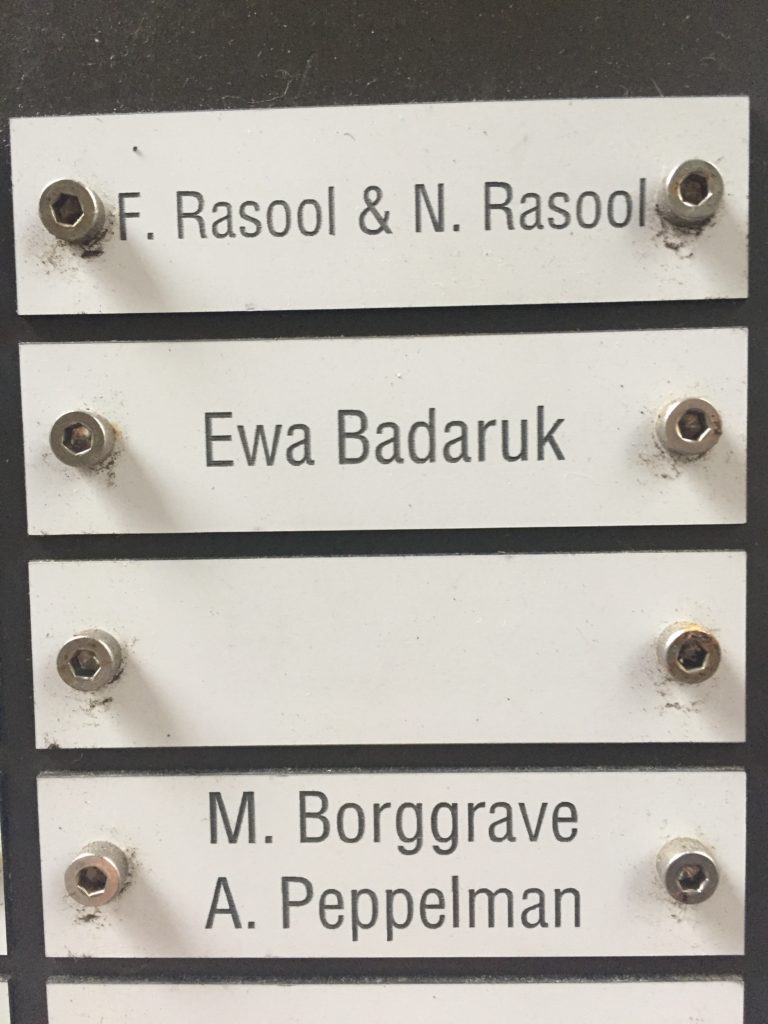 F. Rasool & N. Rasool
Ewa Badaruk
M. Borggrave
A. Peppelman